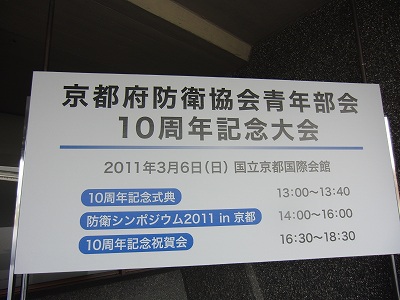 京都府防衛協会青年部会
10周年記念大会
2011年3月6日(日) 国立京都国際会館
10周年記念式典 13:00〜13:40
防衛シンポジウム2011 in 京都 14:00〜16:00
10周年記念祝賀会 16:30〜18:30